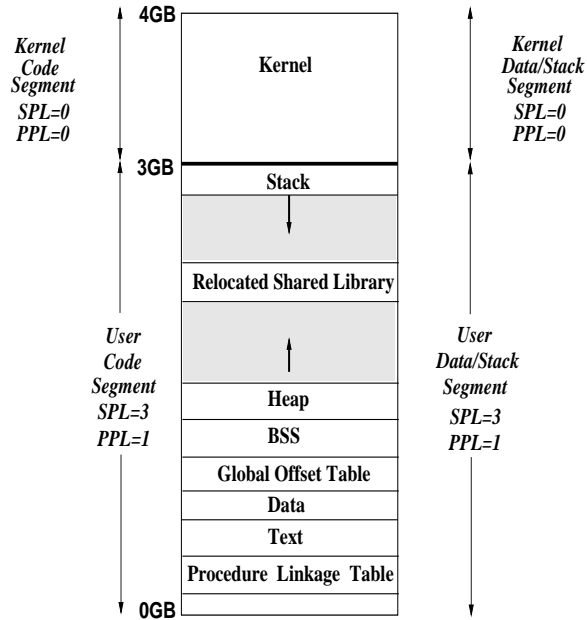 4GB
Kernel
Code
Segment
SPL=0
PPL=0
Kernel
Kernel
Data/Stack
Segment
SPL=0
PPL=0
3GB
Stack
Relocated Shared Library
User
Code
Segment
SPL=3
PPL=1
User
Data/Stack
Segment
SPL=3
PPL=1
Heap
BSS
Global Offset Table
Data
Text
Procedure Linkage Table
0GB